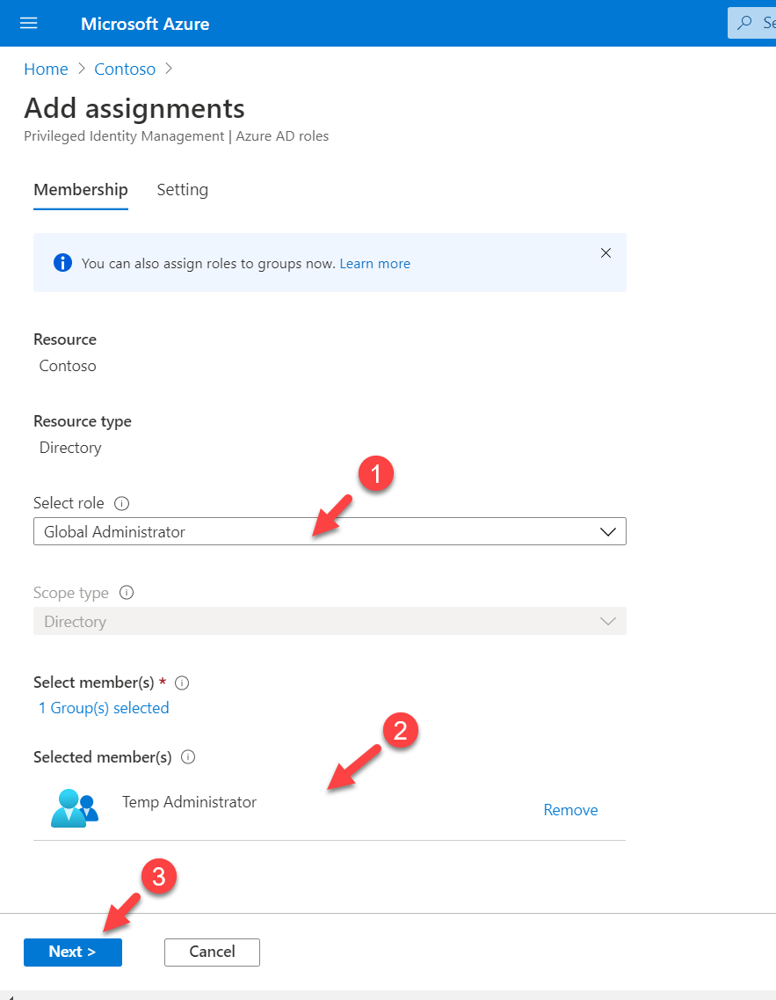 Microsoft Azure
Se
Home > Contoso >
Add assignments
Privileged Identity Management | Azure AD roles
Membership Setting
You can also assign roles to groups now. Learn more
Resource
Contoso
Resource type
Directory
1
Select role
Global Administrator
Scope type
Directory
Select member(s) *
1 Group(s) selected
2
Selected member(s)
Temp Administrator
Remove
3
Next >
Cancel